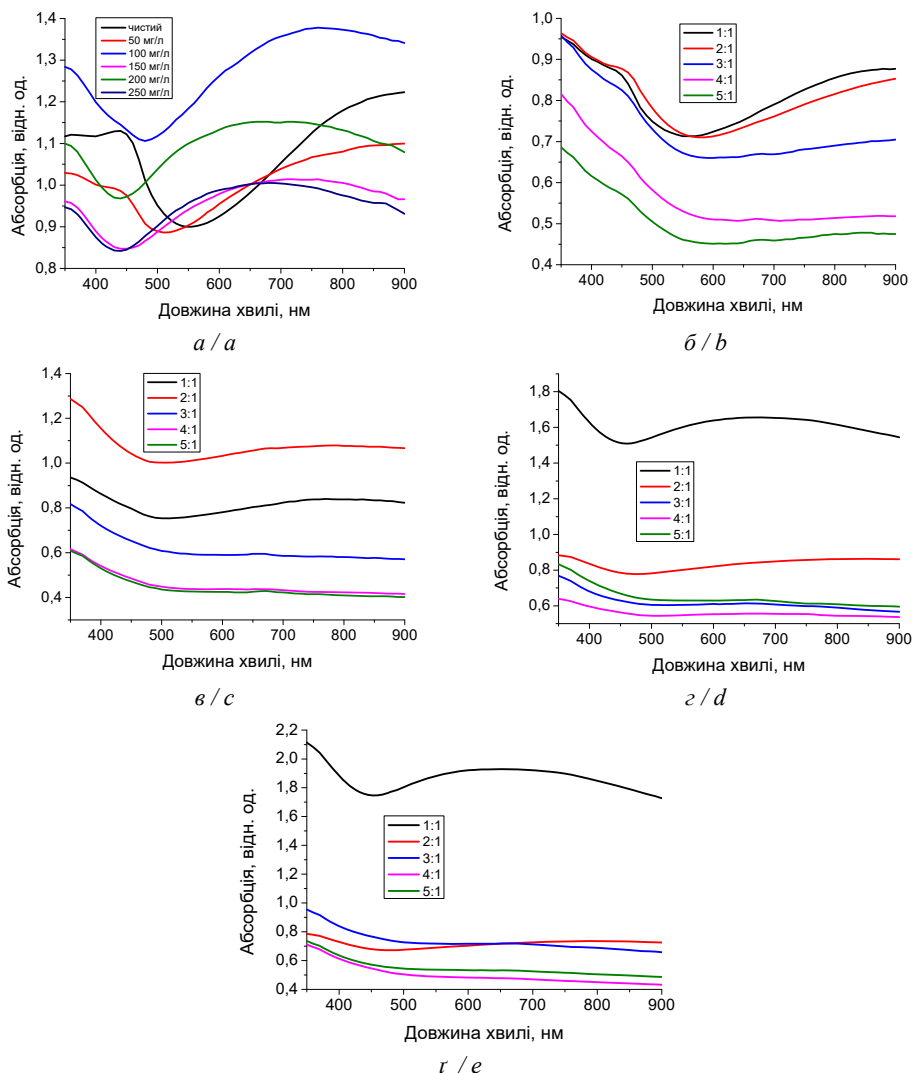 1,4
1,3
1,2
1,1
1,0
0,9
0,8
Абсорбція, відн. од.
чистий
50 мг/л
100 мг/л
150 мг/л
200 мг/л
250 мг/л
400 500 600 700 800 900
Довжина хвилі, нм
а / a
1,0
0,9
0,8
0,7
0,6
0,5
0,4
Абсорбція, відн. од.
1:1
2:1
3:1
4:1
5:1
400 500 600 700 800 900
Довжина хвилі, нм
б / b
1,4
1,2
1,0
0,8
0,6
0,4
Абсорбція, відн. од.
1:1
2:1
3:1
4:1
5:1
400 500 600 700 800 900
Довжина хвилі, нм
в / c
1,8
1,6
1,4
1,2
1,0
0,8
0,6
Абсорбція, відн. од.
1:1
2:1
3:1
4:1
5:1
400 500 600 700 800 900
Довжина хвилі, нм
г / d
2,2
2,0
1,8
1,6
1,4
1,2
1,0
0,8
0,6
0,4
Абсорбція, відн. од.
1:1
2:1
3:1
4:1
5:1
400 500 600 700 800 900
Довжина хвилі, нм
ґ / e